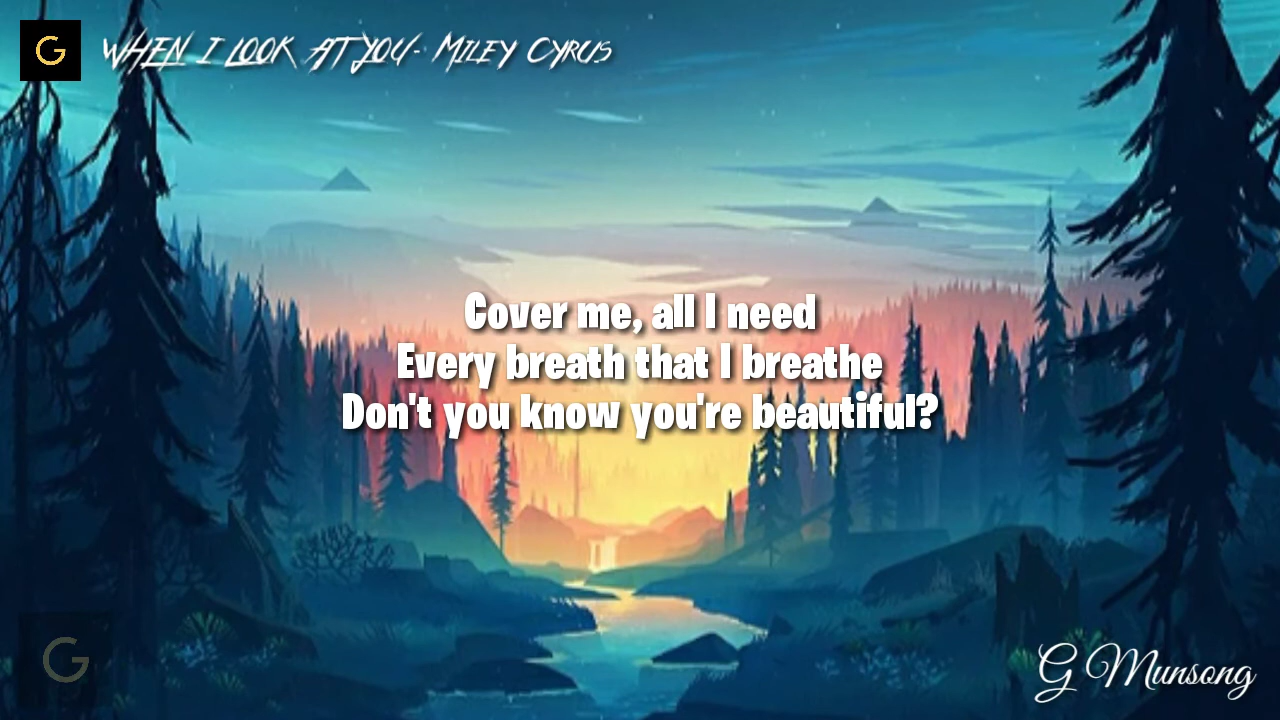 G
WHEN I LOOK AT YOU- MILEY CYRUS
Cover me, all I need
Every breath that I breathe
Don't you know you're beautiful?
G
G Munsong